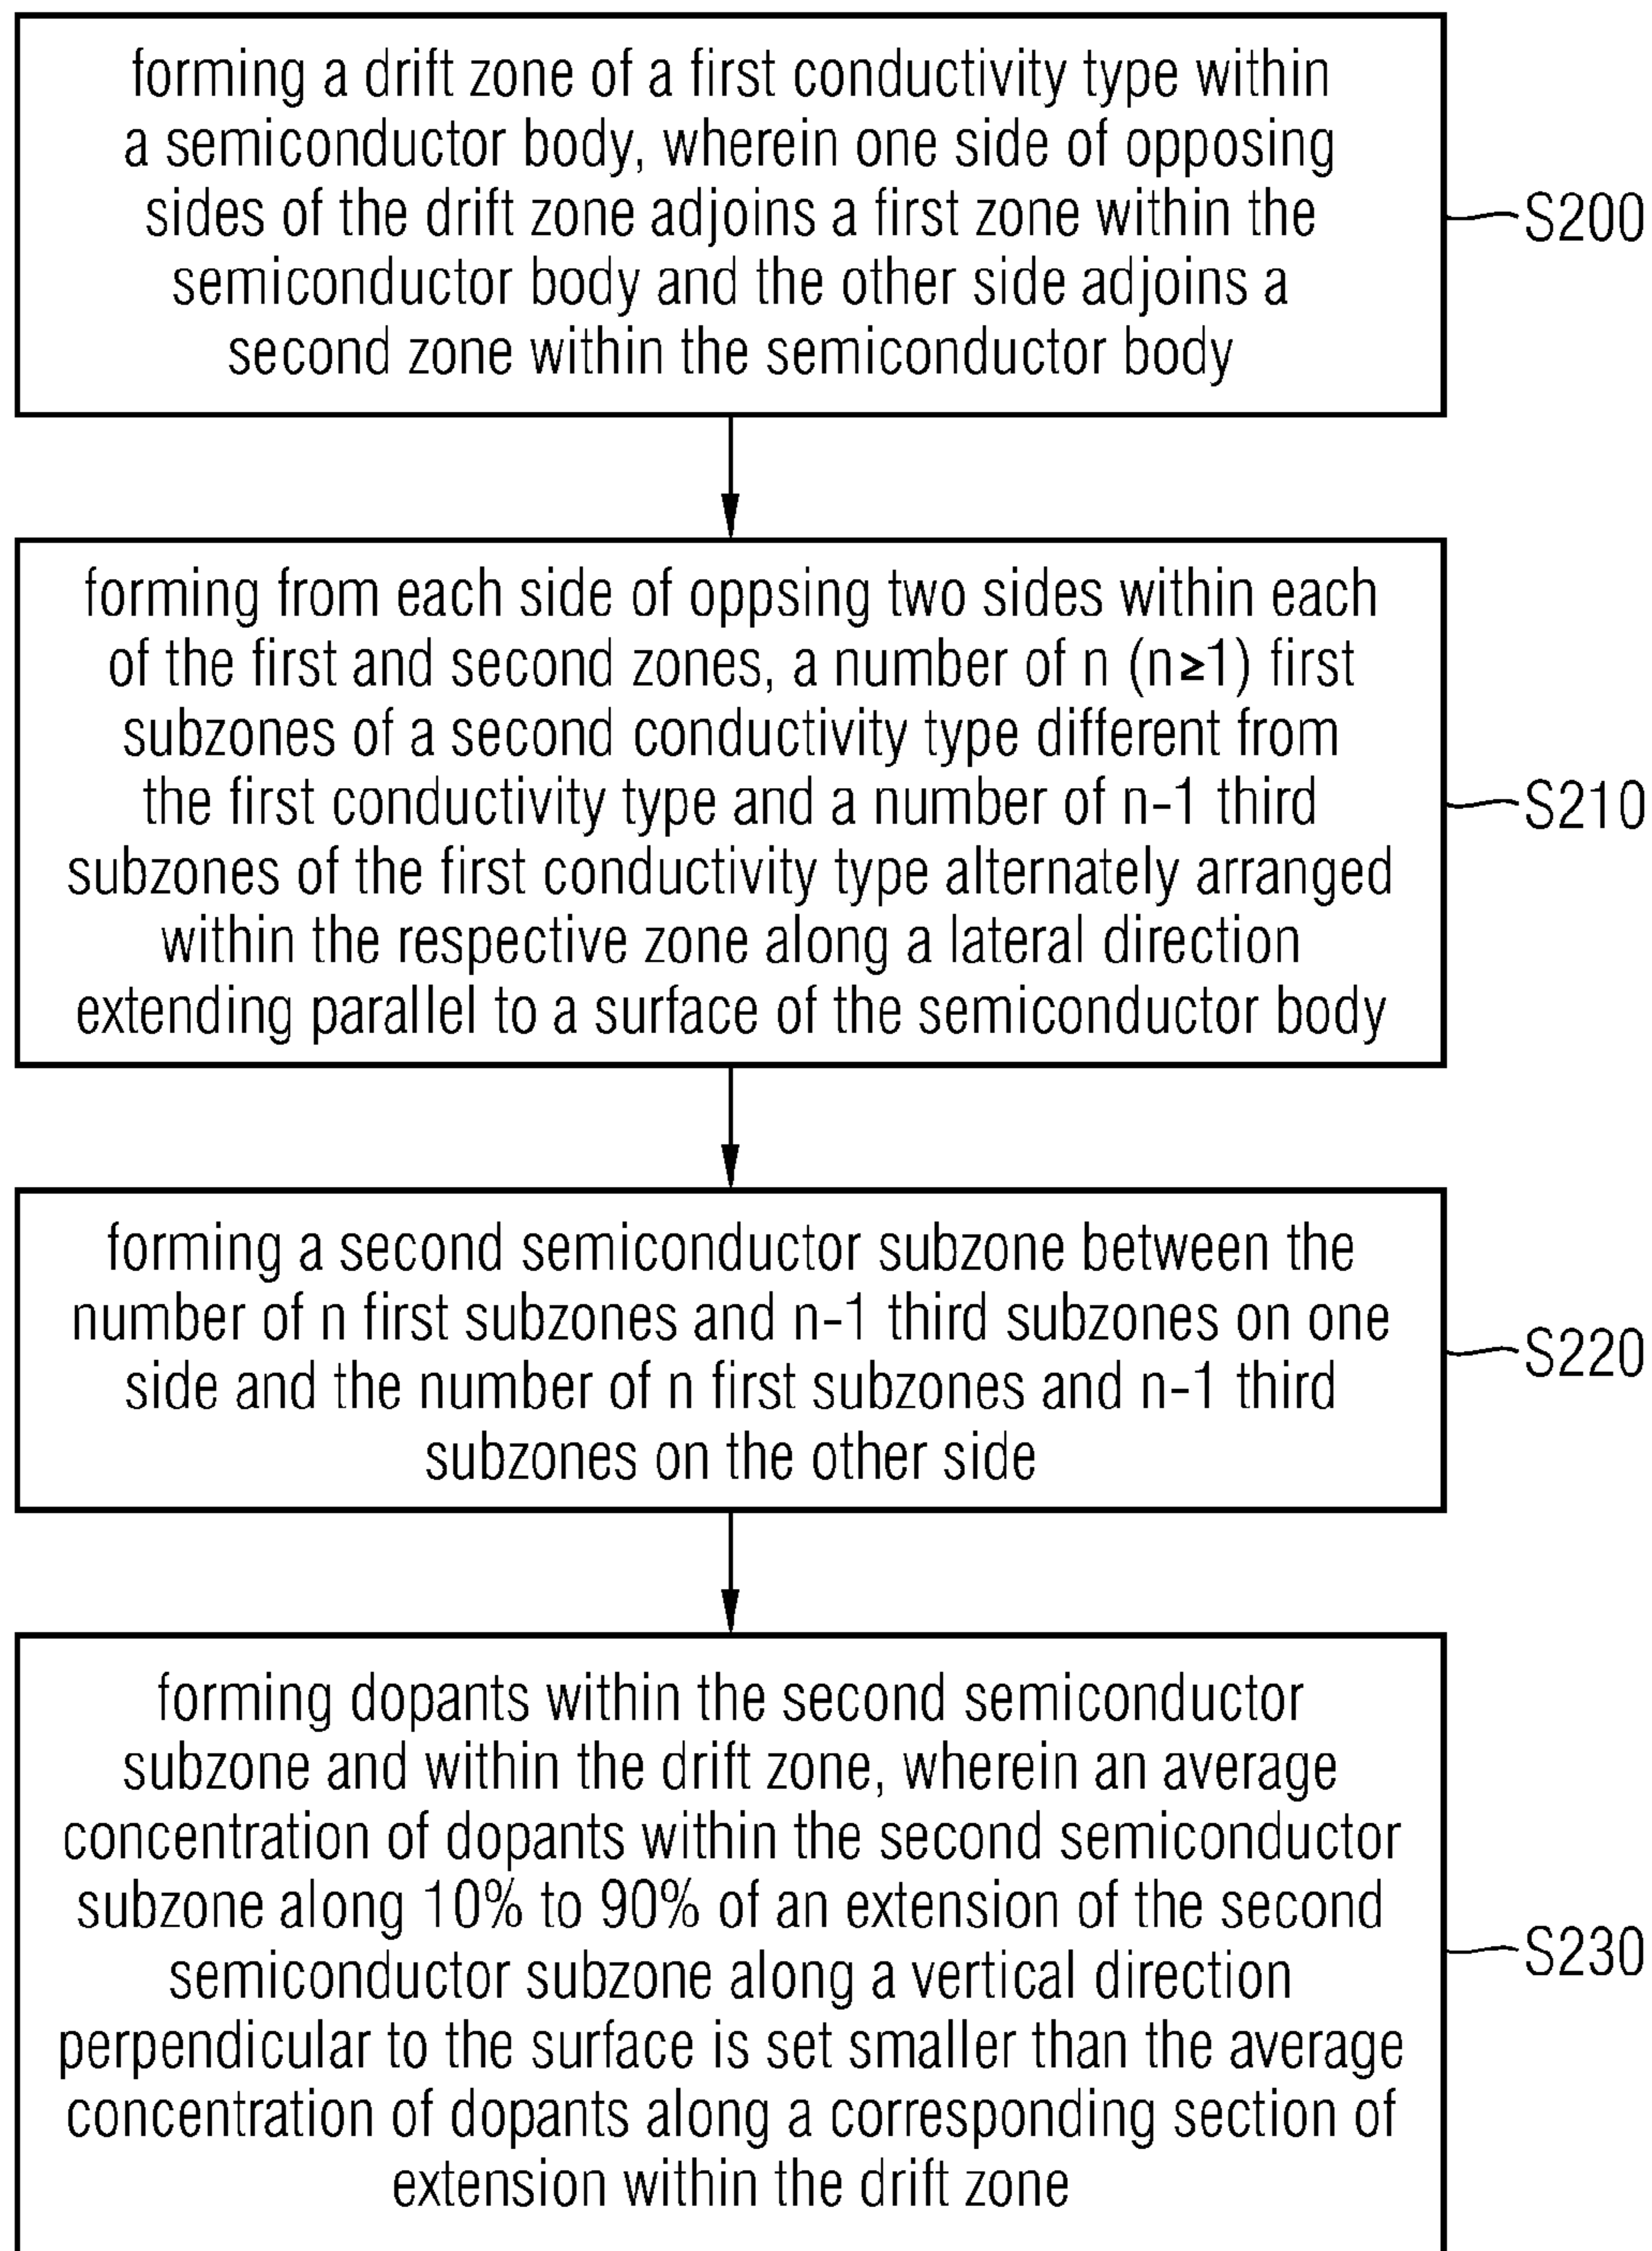 forming a drift zone of a first conductivity type within
a semiconductor body, wherein one side of opposing
sides of the drift zone adjoins a first zone within the
semiconductor body and the other side adjoins a
second zone within the semiconductor body
S200
forming from each side of oppsing two sides within each
of the first and second zones, a number of n (n≥1) first
subzones of a second conductivity type different from
the first conductivity type and a number of n-1 third
subzones of the first conductivity type alternately arranged
within the respective zone along a lateral direction
extending parallel to a surface of the semiconductor body
S210
forming a second semiconductor subzone between the
number of n first subzones and n-1 third subzones on one
side and the number of n first subzones and n-1 third
subzones on the other side
S220
forming dopants within the second semiconductor
subzone and within the drift zone, wherein an average
concentration of dopants within the second semiconductor
subzone along 10% to 90% of an extension of the second
semiconductor subzone along a vertical direction
perpendicular to the surface is set smaller than the average
concentration of dopants along a corresponding section of
extension within the drift zone
S230